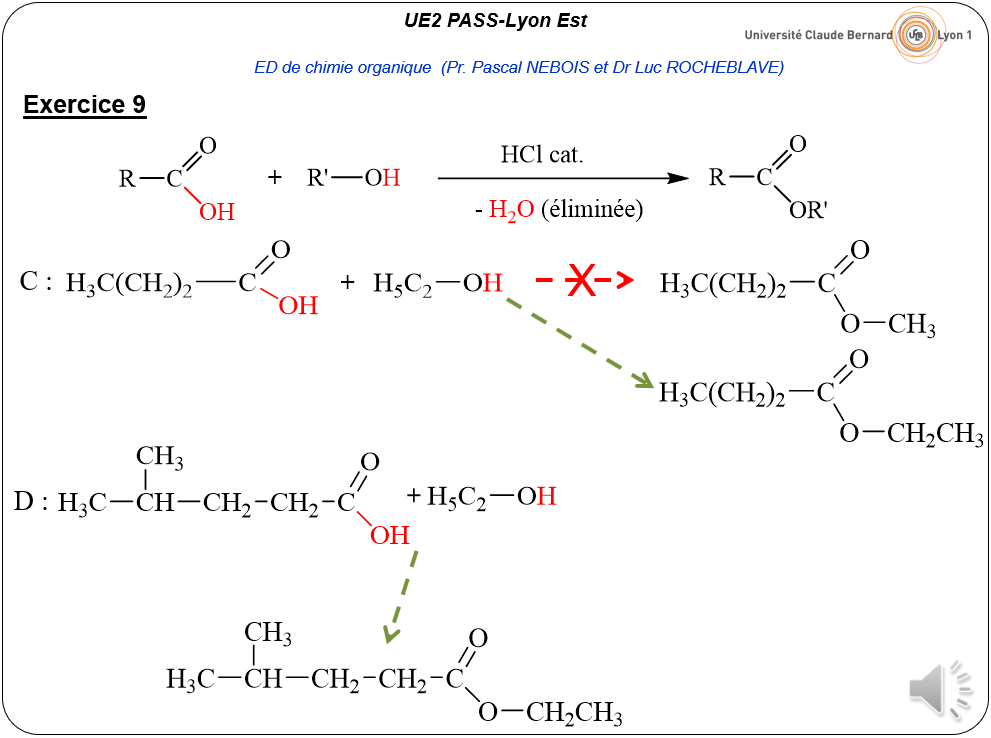 UE2 PASS-Lyon Est
Université Claude Bernard UCB Lyon 1
ED de chimie organique (Pr. Pascal NEBOIS et Dr Luc ROCHEBLAVE)
Exercice 9
O
HCl cat.
O
R—C + R'—OH R—C
OH - H₂O (éliminée) OR'
O
O
C : H₃C(CH₂)₂—C + H₅C₂—OH X H₃C(CH₂)₂—C
OH
O—CH₃
O
H₃C(CH₂)₂—C
O—CH₂CH₃
CH₃ O
D : H₃C—CH—CH₂—CH₂—C + H₅C₂—OH
OH
CH₃ O
H₃C—CH—CH₂—CH₂—C
O—CH₂CH₃